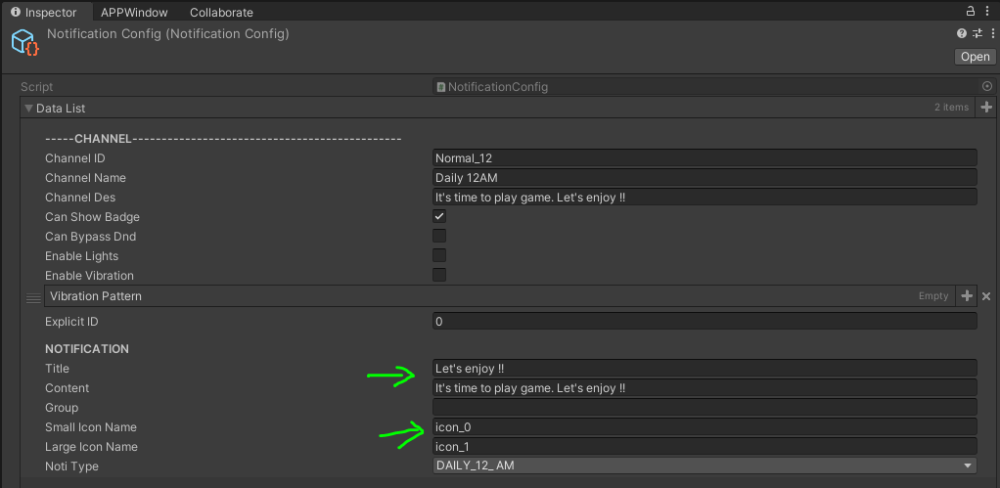 Inspector APPWindow Collaborate
Notification Config (Notification Config)
Open
Script NotificationConfig
Data List 2 items
-----CHANNEL----------------------------------------------
Channel ID Normal_12
Channel Name Daily 12AM
Channel Des It's time to play game. Let's enjoy !!
Can Show Badge
Can Bypass Dnd
Enable Lights
Enable Vibration
Vibration Pattern Empty
Explicit ID 0
NOTIFICATION
Title Let's enjoy !!
Content It's time to play game. Let's enjoy !!
Group
Small Icon Name icon_0
Large Icon Name icon_1
Noti Type DAILY_12_ AM